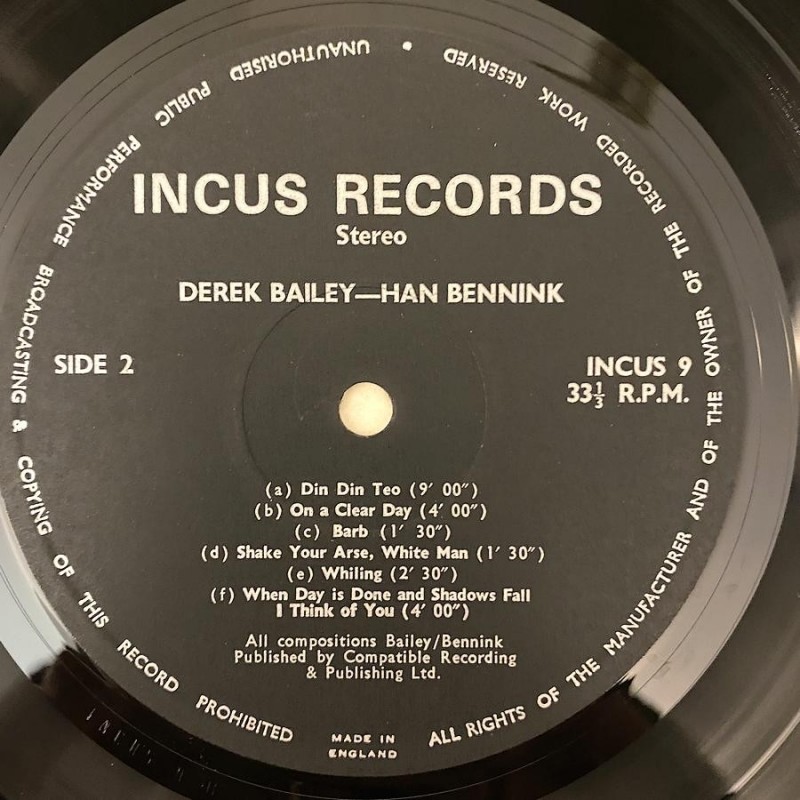 INCUS RECORDS
Stereo
DEREK BAILEY—HAN BENNINK
SIDE 2
INCUS 9
33⅓ R.P.M.
(a) Din Din Teo (9′ 00″)
(b) On a Clear Day (4′ 00″)
(c) Barb (1′ 30″)
(d) Shake Your Arse, White Man (1′ 30″)
(e) Whiling (2′ 30″)
(f) When Day is Done and Shadows Fall
I Think of You (4′ 00″)
All compositions Bailey/Bennink
Published by Compatible Recording
& Publishing Ltd.
MADE IN
ENGLAND
ALL RIGHTS OF THE MANUFACTURER AND OF THE OWNER OF THE RECORDED WORK RESERVED • UNAUTHORISED PUBLIC PERFORMANCE BROADCASTING & COPYING OF THIS RECORD PROHIBITED